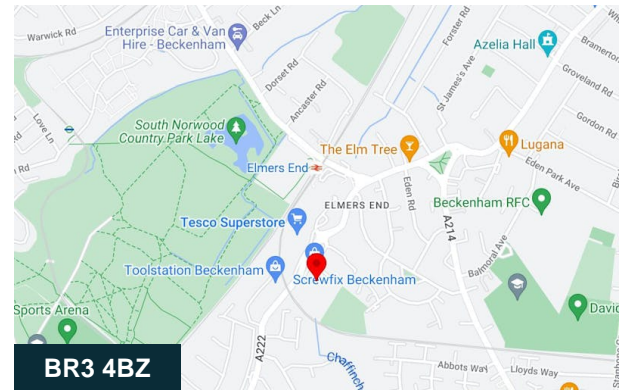 Warwick Rd
Enterprise Car & Van
Hire - Beckenham
Beck Ln
Forster Rd
Azelia Hall
Bramerton
Dorset Rd
Ancaster Rd
St James's Ave
Groveland Rd
Love Ln
South Norwood
Country Park Lake
Gordon Rd
The Elm Tree
Lugana
Elmers End
Eden Rd
Eden Park Ave
ELMERS END
Beckenham RFC
Tesco Superstore
A214
Balmoral Ave
Toolstation Beckenham
Screwfix Beckenham
Sports Arena
David
A222
Chaffinch
Abbots Way
Lloyds Way
BR3 4BZ